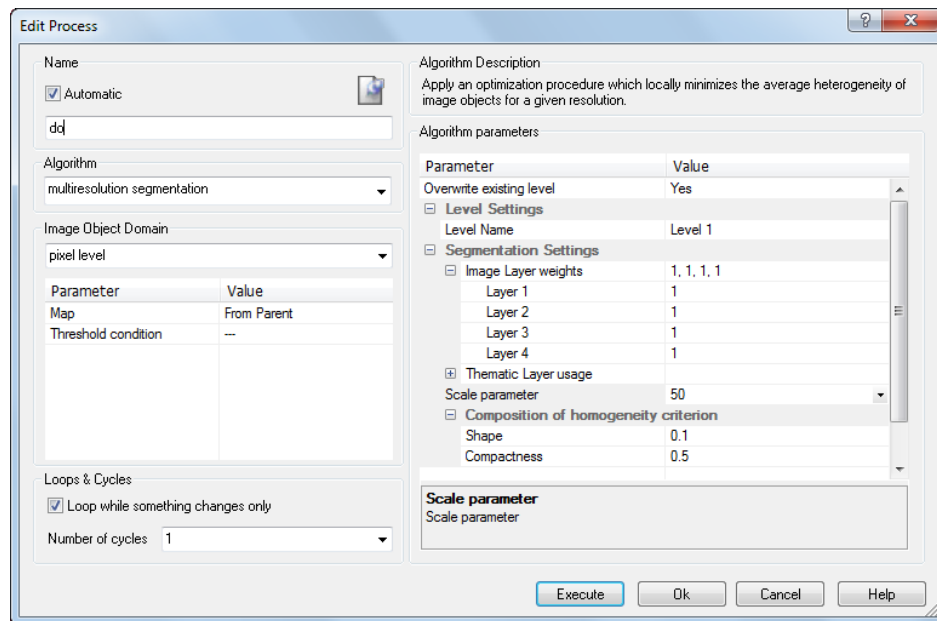 Edit Process
Name
Automatic
do
Algorithm
multiresolution segmentation
Image Object Domain
pixel level
Parameter Value
Map From Parent
Threshold condition ---
Loops & Cycles
Loop while something changes only
Number of cycles 1
Algorithm Description
Apply an optimization procedure which locally minimizes the average heterogeneity of
image objects for a given resolution.
Algorithm parameters
Parameter Value
Overwrite existing level Yes
Level Settings
Level Name Level 1
Segmentation Settings
Image Layer weights 1, 1, 1, 1
Layer 1 1
Layer 2 1
Layer 3 1
Layer 4 1
Thematic Layer usage
Scale parameter 50
Composition of homogeneity criterion
Shape 0.1
Compactness 0.5
Scale parameter
Scale parameter
Execute Ok Cancel Help